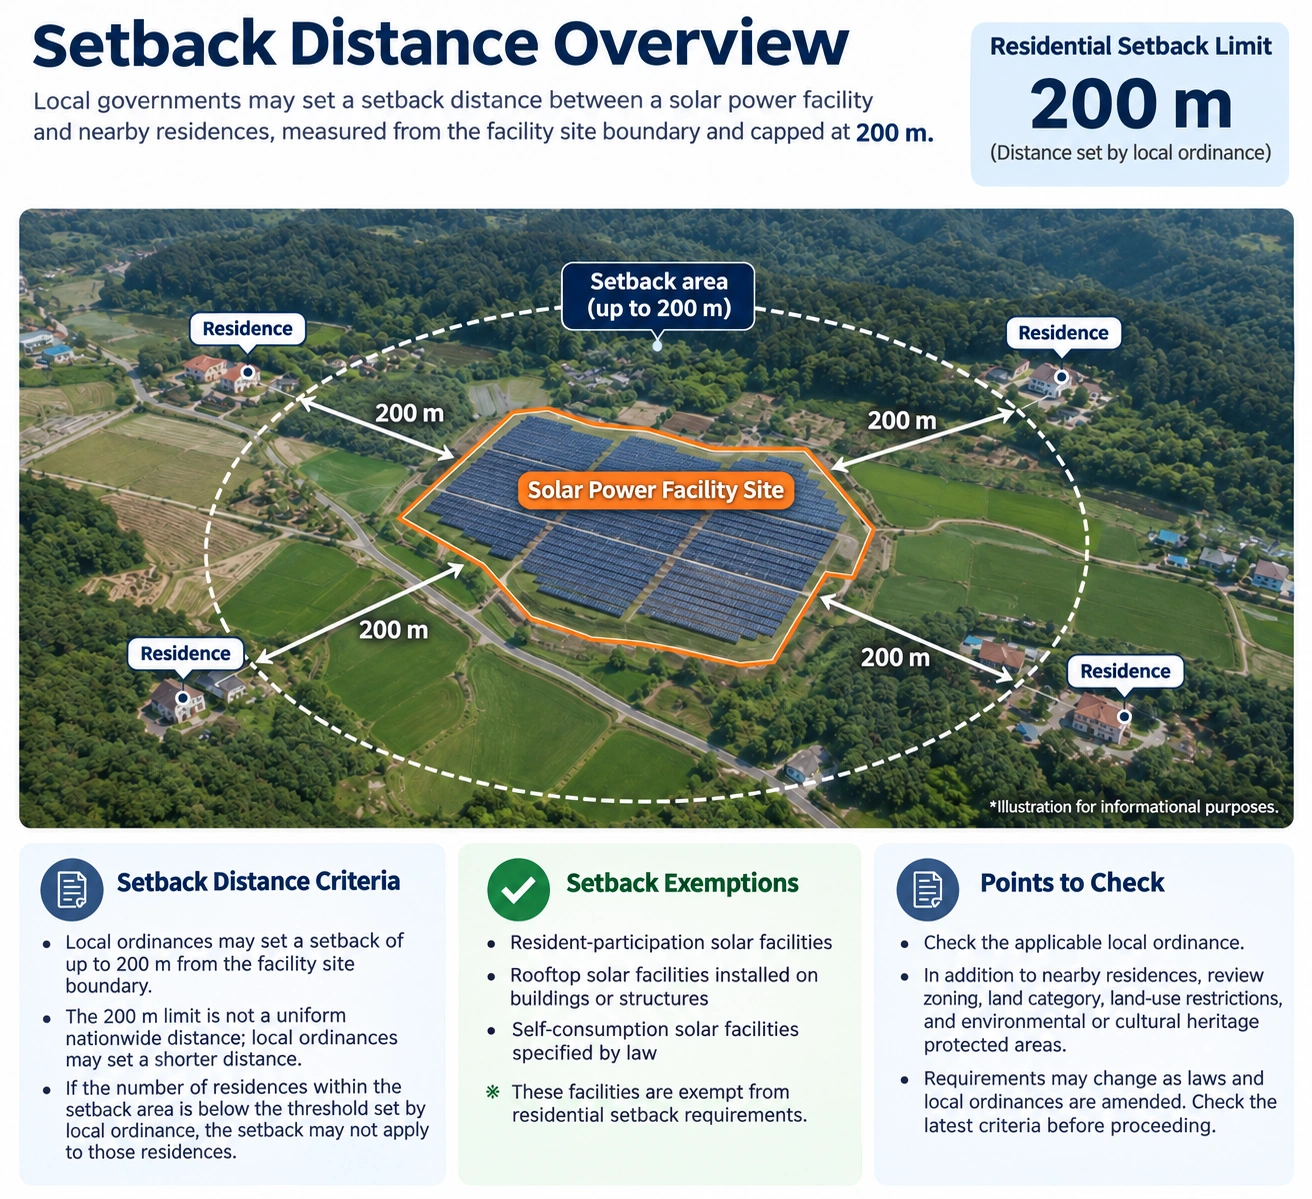 Setback Distance Overview
Local governments may set a setback distance between a solar power facility
and nearby residences, measured from the facility site boundary and capped at 200 m.
Residential Setback Limit
200 m
(Distance set by local ordinance)
Setback area
(up to 200 m)
Residence
Residence
200 m
200 m
Solar Power Facility Site
200 m
200 m
Residence
Residence
*Illustration for informational purposes.
Setback Distance Criteria
• Local ordinances may set a setback of
up to 200 m from the facility site
boundary.
• The 200 m limit is not a uniform
nationwide distance; local ordinances
may set a shorter distance.
• If the number of residences within the
setback area is below the threshold set by
local ordinance, the setback may not apply
to those residences.
Setback Exemptions
• Resident-participation solar facilities
• Rooftop solar facilities installed on
buildings or structures
• Self-consumption solar facilities
specified by law
※ These facilities are exempt from
residential setback requirements.
Points to Check
• Check the applicable local ordinance.
• In addition to nearby residences, review
zoning, land category, land-use restrictions,
and environmental or cultural heritage
protected areas.
• Requirements may change as laws and
local ordinances are amended. Check the
latest criteria before proceeding.